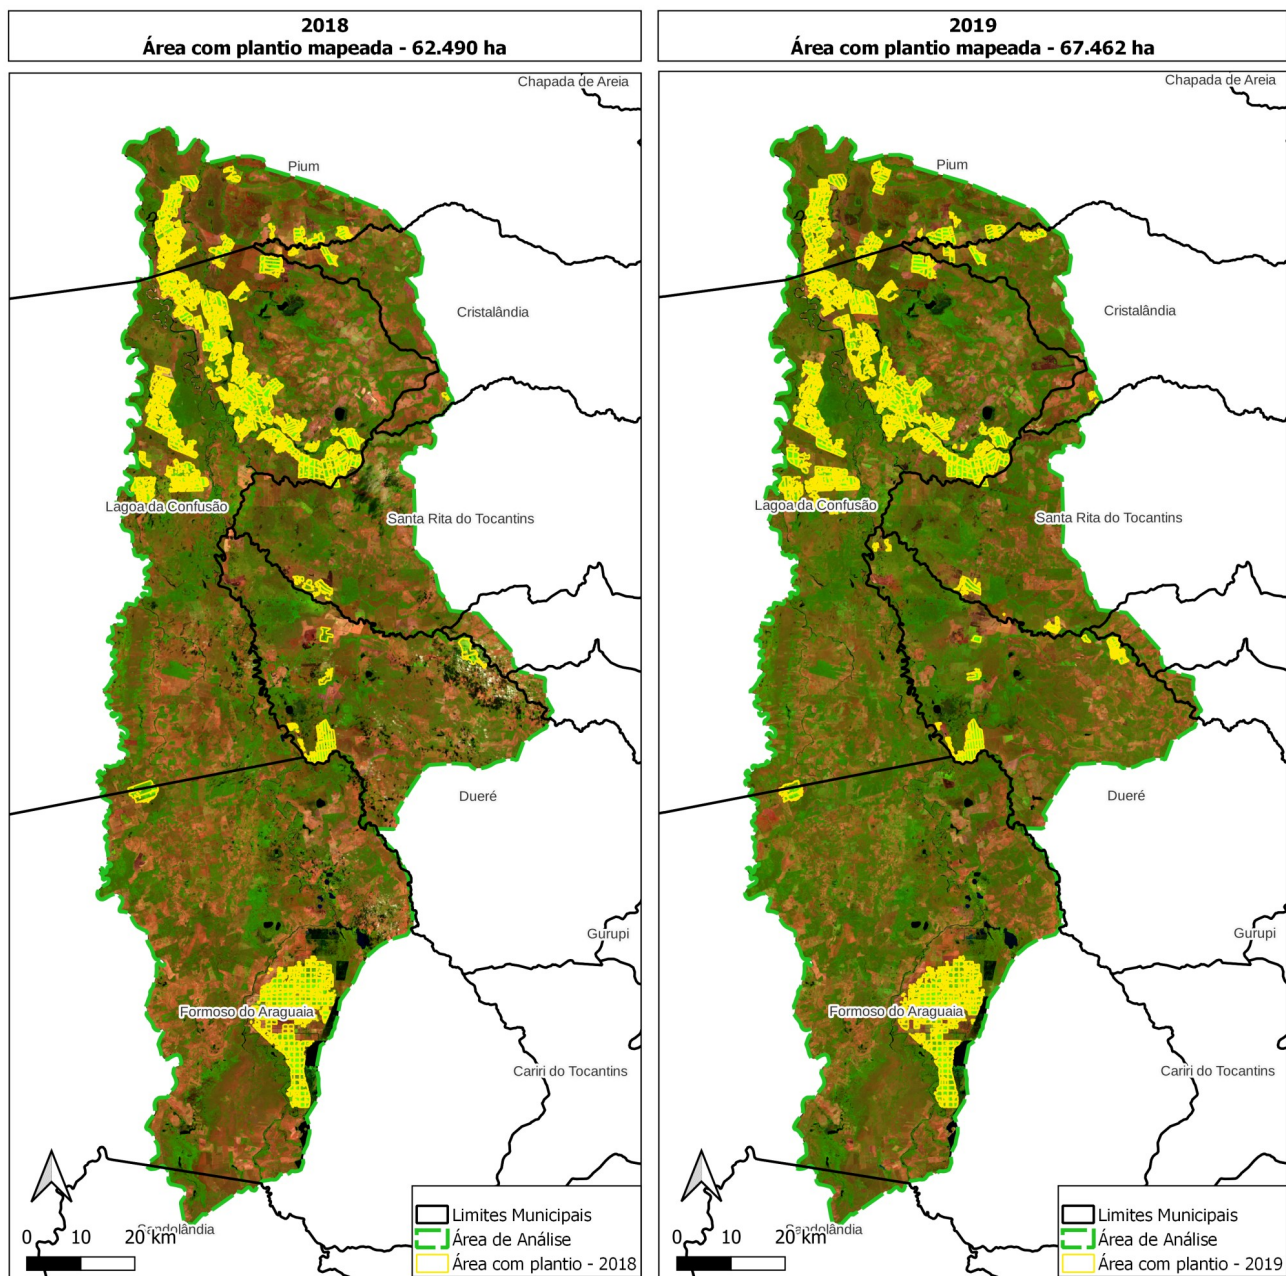 2018
Área com plantio mapeada - 62.490 ha
Chapada de Areia
Pium
Cristalândia
Lagoa da Confusão
Santa Rita do Tocantins
Dueré
Gurupi
Formoso do Araguaia
Cariri do Tocantins
Sandolândia
0 10 20 km
Limites Municipais
Área de Análise
Área com plantio - 2018
2019
Área com plantio mapeada - 67.462 ha
Chapada de Areia
Pium
Cristalândia
Lagoa da Confusão
Santa Rita do Tocantins
Dueré
Gurupi
Formoso do Araguaia
Cariri do Tocantins
Sandolândia
0 10 20 km
Limites Municipais
Área de Análise
Área com plantio - 2019